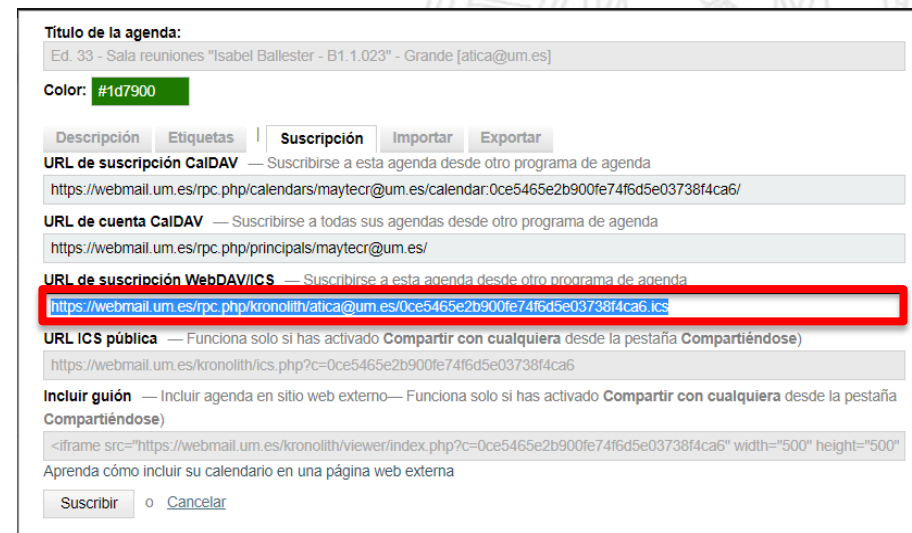 Título de la agenda:
Ed. 33 - Sala reuniones "Isabel Ballester - B1.1.023" - Grande [atica@um.es]
Color: #1d7900
Descripción Etiquetas | Suscripción Importar Exportar
URL de suscripción CalDAV — Suscribirse a esta agenda desde otro programa de agenda
https://webmail.um.es/rpc.php/calendars/maytecr@um.es/calendar:0ce5465e2b900fe74f6d5e03738f4ca6/
URL de cuenta CalDAV — Suscribirse a todas sus agendas desde otro programa de agenda
https://webmail.um.es/rpc.php/principals/maytecr@um.es/
URL de suscripción WebDAV/ICS — Suscribirse a esta agenda desde otro programa de agenda
https://webmail.um.es/rpc.php/kronolith/atica@um.es/0ce5465e2b900fe74f6d5e03738f4ca6.ics
URL ICS pública — Funciona solo si has activado Compartir con cualquiera desde la pestaña Compartiéndose)
https://webmail.um.es/kronolith/ics.php?c=0ce5465e2b900fe74f6d5e03738f4ca6
Incluir guión — Incluir agenda en sitio web externo— Funciona solo si has activado Compartir con cualquiera desde la pestaña
Compartiéndose)
<iframe src="https://webmail.um.es/kronolith/viewer/index.php?c=0ce5465e2b900fe74f6d5e03738f4ca6" width="500" height="500"
Aprenda cómo incluir su calendario en una página web externa
Suscribir o Cancelar